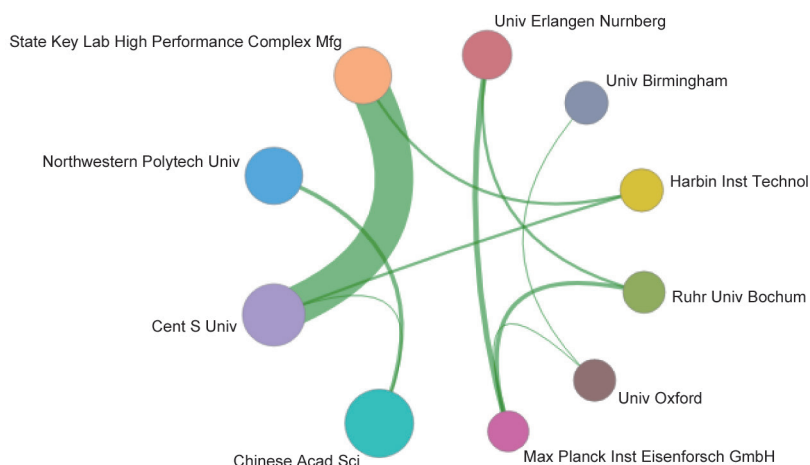 Univ Erlangen Nurnberg
State Key Lab High Performance Complex Mfg
Univ Birmingham
Northwestern Polytech Univ
Harbin Inst Technol
Ruhr Univ Bochum
Cent S Univ
Univ Oxford
Max Planck Inst Eisenforsch GmbH
Chinese Acad Sci